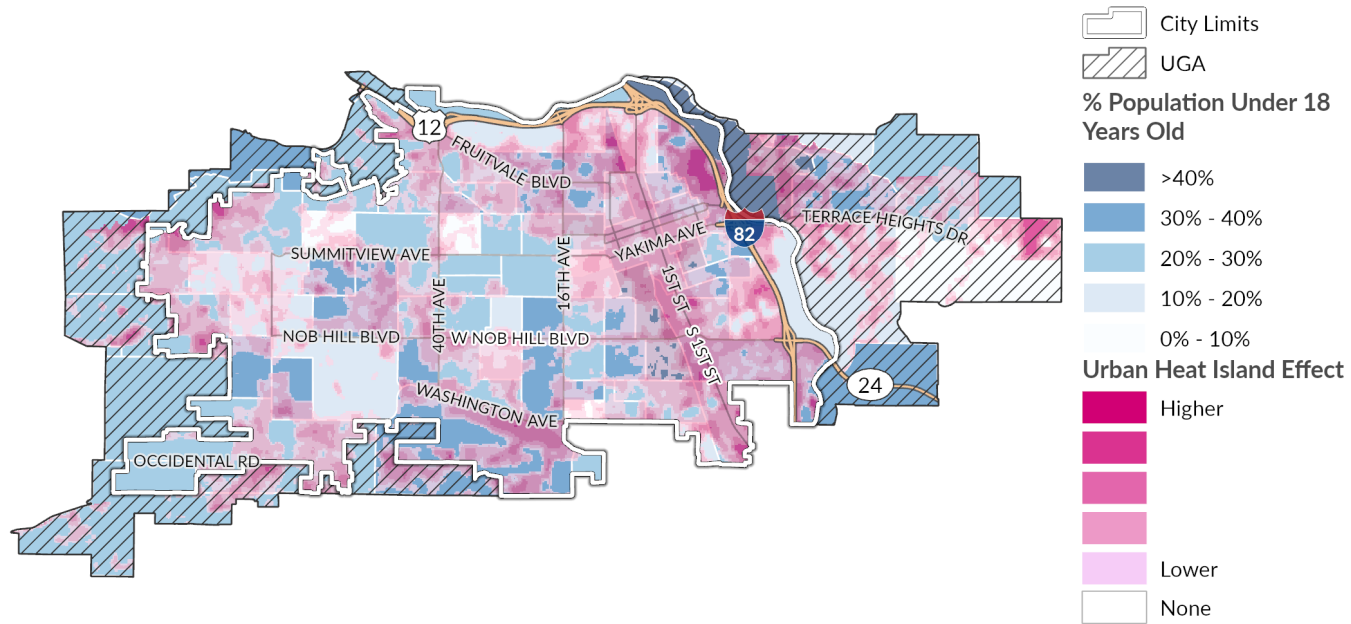 City Limits
UGA
% Population Under 18
Years Old
>40%
30% - 40%
20% - 30%
10% - 20%
0% - 10%
Urban Heat Island Effect
Higher
Lower
None
12
FRUITVALE BLVD
SUMMITVIEW AVE
40TH AVE
16TH AVE
YAKIMA AVE
82
TERRACE HEIGHTS DR
1ST ST
NOB HILL BLVD
W NOB HILL BLVD
S 1ST ST
24
WASHINGTON AVE
OCCIDENTAL RD